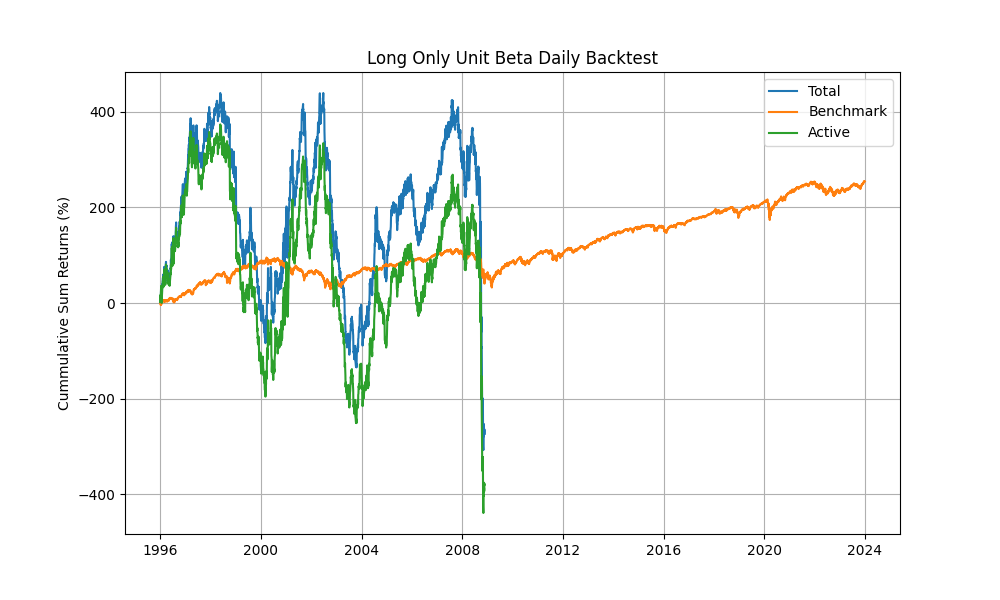 Long Only Unit Beta Daily Backtest
Total
Benchmark
Active
Cummulative Sum Returns (%)
400
200
0
−200
−400
1996
2000
2004
2008
2012
2016
2020
2024